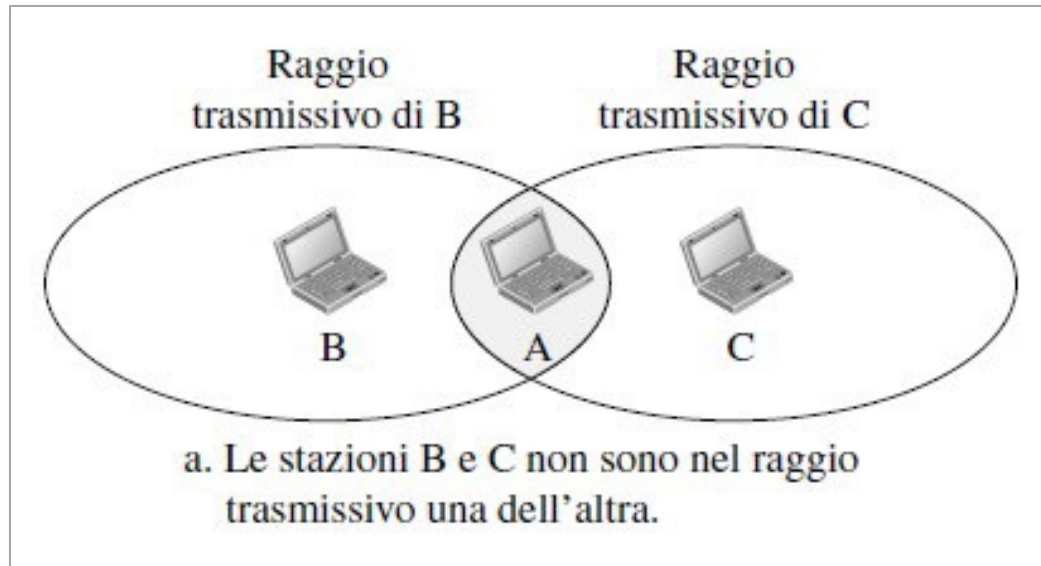 Raggio
trasmissivo di B
Raggio
trasmissivo di C
B
A
C
a. Le stazioni B e C non sono nel raggio
trasmissivo una dell'altra.